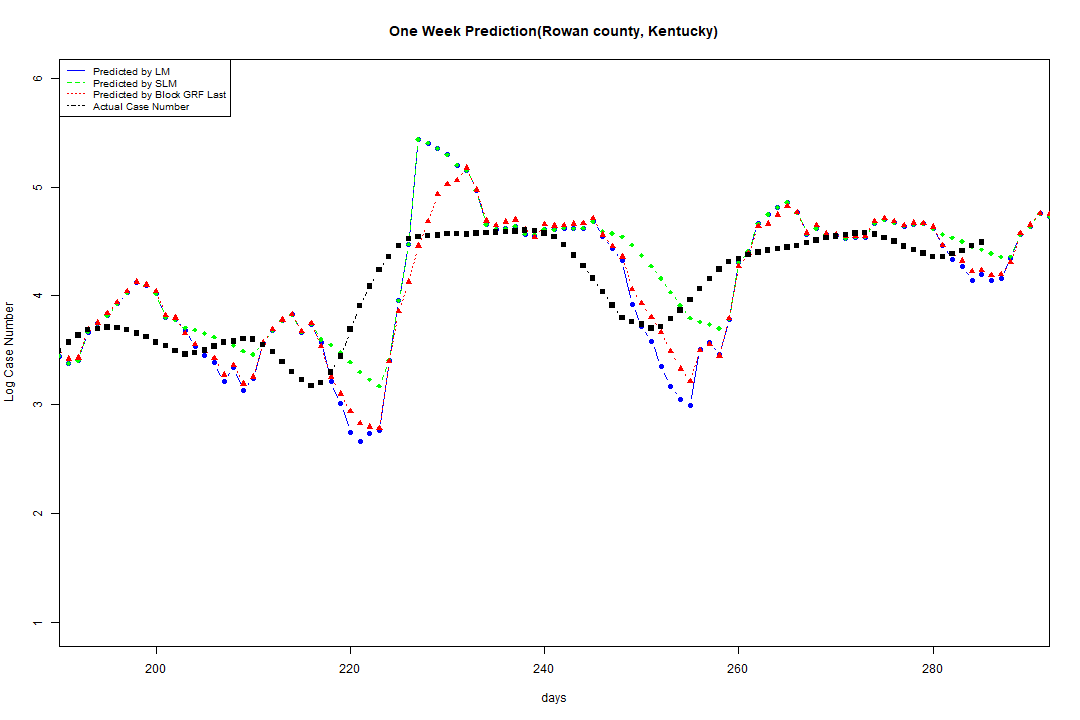 One Week Prediction(Rowan county, Kentucky)
Predicted by LM
Predicted by SLM
Predicted by Block GRF Last
Actual Case Number
6
5
4
3
2
1
Log Case Number
200 220 240 260 280
days